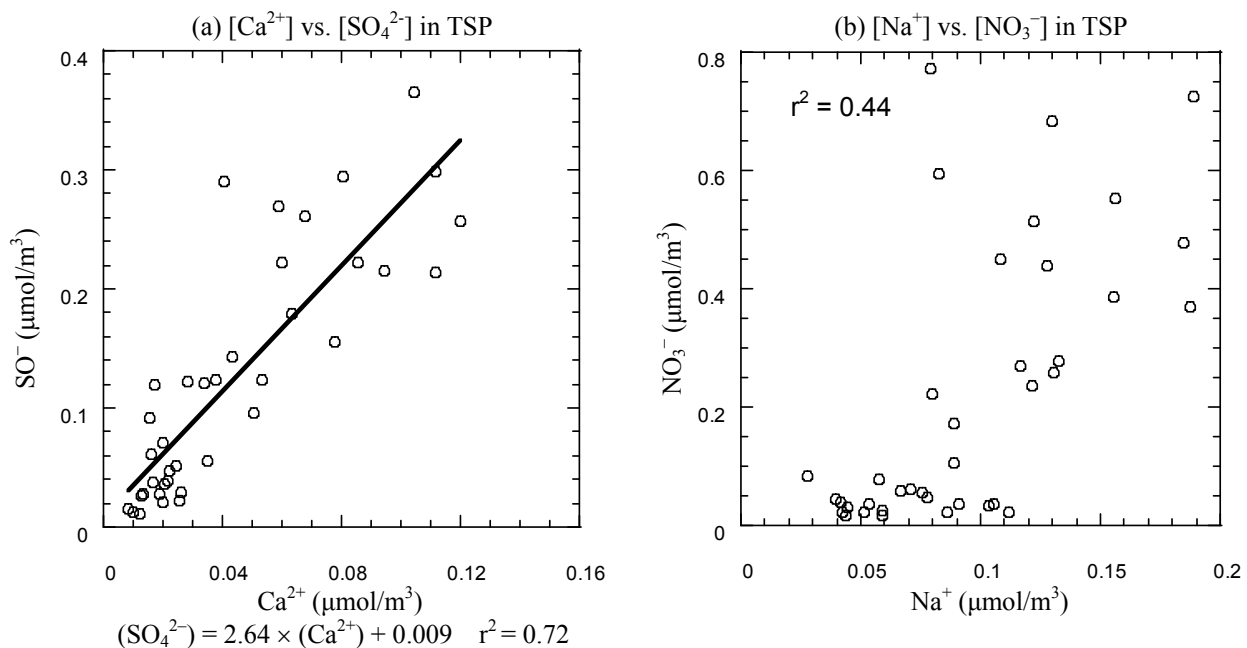 (a) [Ca²⁺] vs. [SO₄²⁻] in TSP
0.4
0.3
0.2
0.1
0
SO⁻ (μmol/m³)
0 0.04 0.08 0.12 0.16
Ca²⁺ (μmol/m³)
(SO₄²⁻) = 2.64 × (Ca²⁺) + 0.009 r² = 0.72
(b) [Na⁺] vs. [NO₃⁻] in TSP
0.8
r² = 0.44
0.6
0.4
0.2
0
NO₃⁻ (μmol/m³)
0 0.05 0.1 0.15 0.2
Na⁺ (μmol/m³)